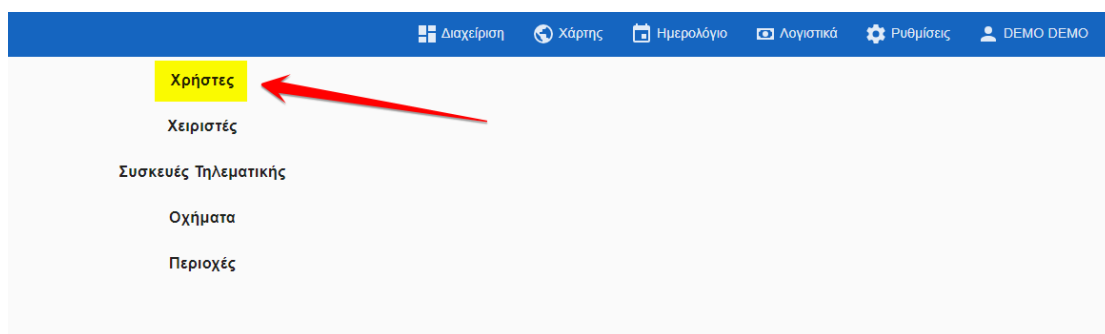 Διαχείριση Χάρτης Ημερολόγιο Λογιστικά Ρυθμίσεις DEMO DEMO
Χρήστες
Χειριστές
Συσκευές Τηλεματικής
Οχήματα
Περιοχές